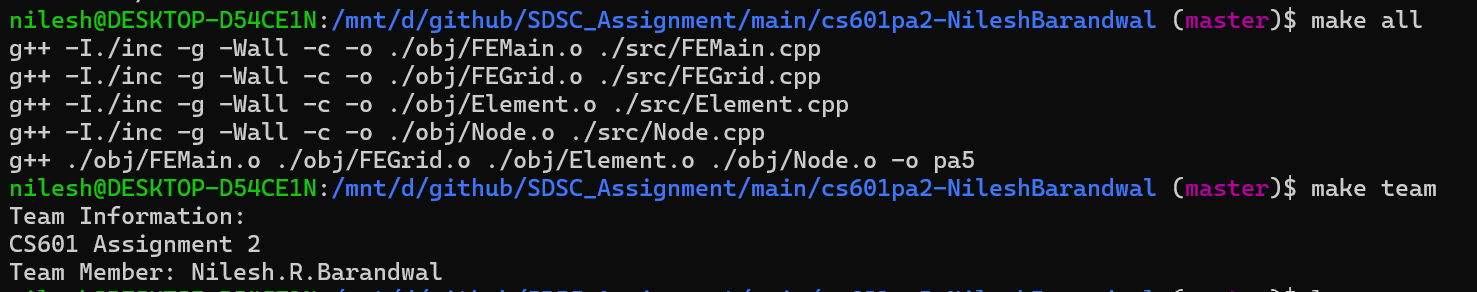 nilesh@DESKTOP-D54CE1N:/mnt/d/github/SDSC_Assignment/main/cs601pa2-NileshBarandwal (master)$ make all
g++ -I./inc -g -Wall -c -o ./obj/FEMain.o ./src/FEMain.cpp
g++ -I./inc -g -Wall -c -o ./obj/FEGrid.o ./src/FEGrid.cpp
g++ -I./inc -g -Wall -c -o ./obj/Element.o ./src/Element.cpp
g++ -I./inc -g -Wall -c -o ./obj/Node.o ./src/Node.cpp
g++ ./obj/FEMain.o ./obj/FEGrid.o ./obj/Element.o ./obj/Node.o -o pa5
nilesh@DESKTOP-D54CE1N:/mnt/d/github/SDSC_Assignment/main/cs601pa2-NileshBarandwal (master)$ make team
Team Information:
CS601 Assignment 2
Team Member: Nilesh.R.Barandwal